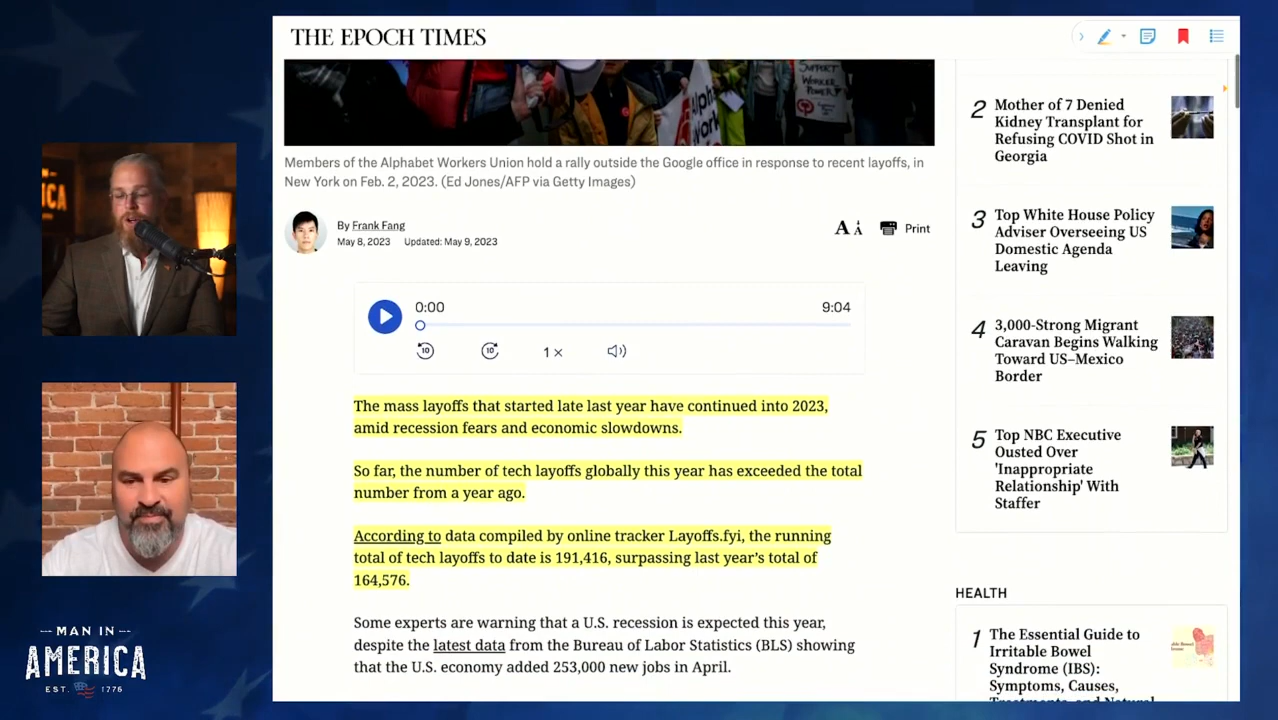 THE EPOCH TIMES
SUPPORT
WORKER
POWER!
Members of the Alphabet Workers Union hold a rally outside the Google office in response to recent layoffs, in
New York on Feb. 2, 2023. (Ed Jones/AFP via Getty Images)
By Frank Fang
May 8, 2023 Updated: May 9, 2023
A A Print
0:00 9:04
10 10 1 ×
The mass layoffs that started late last year have continued into 2023,
amid recession fears and economic slowdowns.
So far, the number of tech layoffs globally this year has exceeded the total
number from a year ago.
According to data compiled by online tracker Layoffs.fyi, the running
total of tech layoffs to date is 191,416, surpassing last year's total of
164,576.
Some experts are warning that a U.S. recession is expected this year,
despite the latest data from the Bureau of Labor Statistics (BLS) showing
that the U.S. economy added 253,000 new jobs in April.
2 Mother of 7 Denied
Kidney Transplant for
Refusing COVID Shot in
Georgia
3 Top White House Policy
Adviser Overseeing US
Domestic Agenda
Leaving
4 3,000-Strong Migrant
Caravan Begins Walking
Toward US–Mexico
Border
5 Top NBC Executive
Ousted Over
'Inappropriate
Relationship' With
Staffer
HEALTH
1 The Essential Guide to
Irritable Bowel
Syndrome (IBS):
Symptoms, Causes,
Treatments, and Natural
MAN IN
AMERICA
EST. 1776